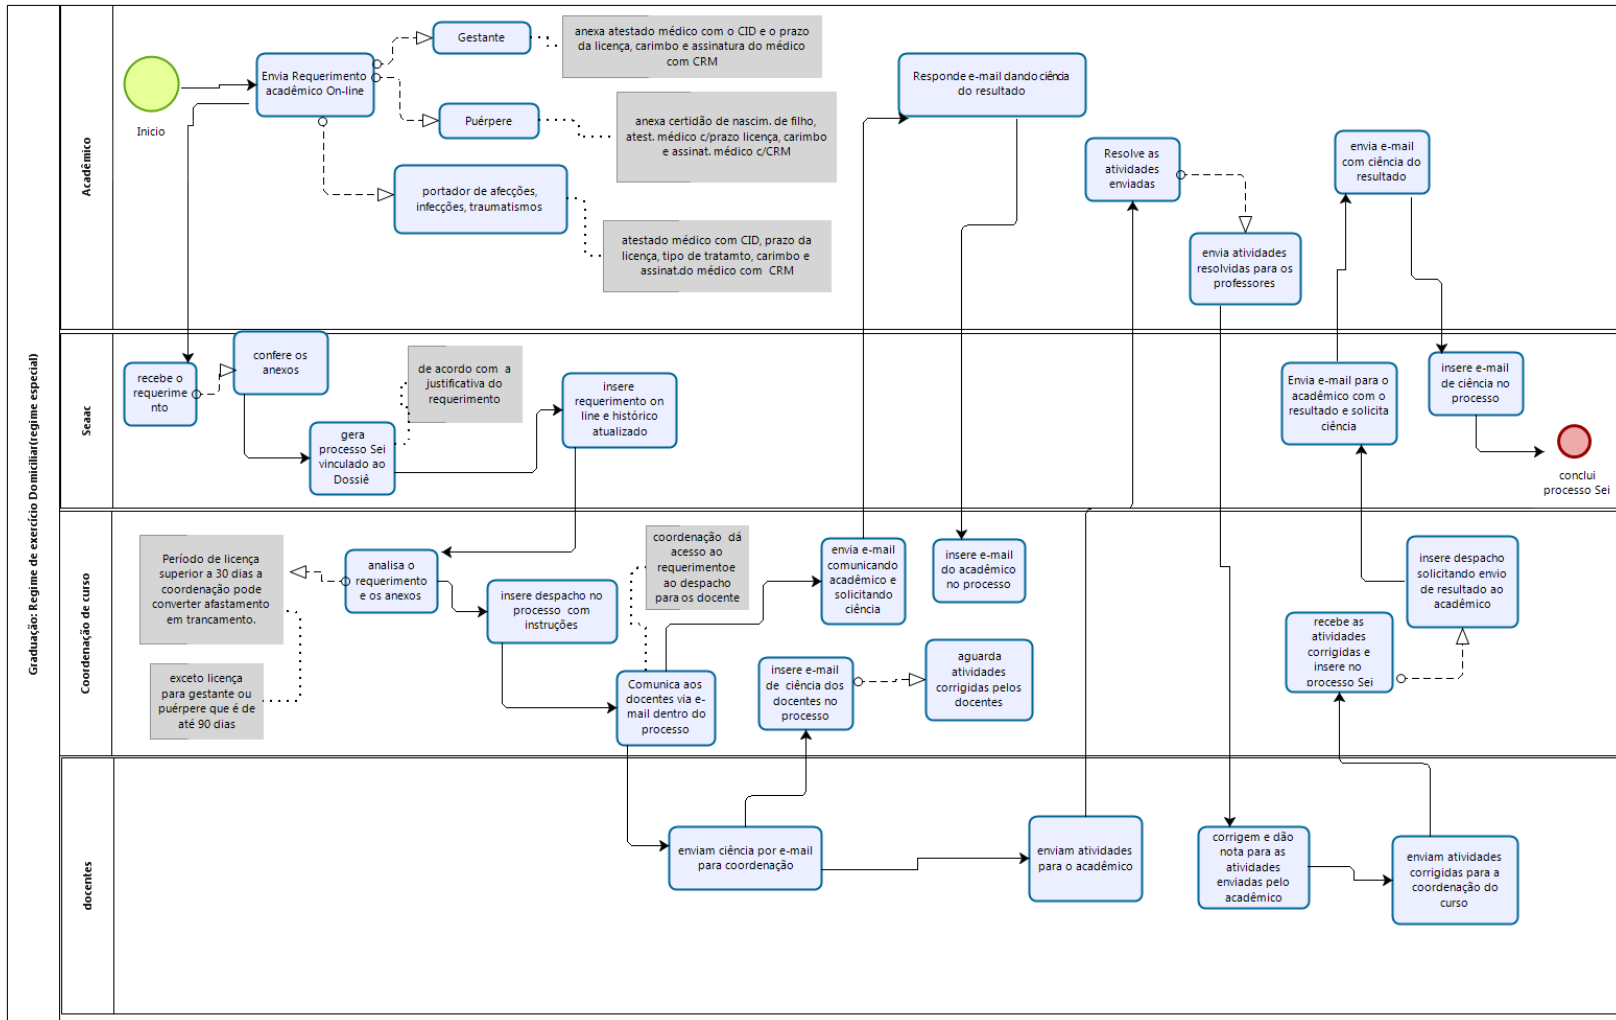 Graduação: Regime de exercício Domiciliar(regime especial)
Acadêmico
Inicio
Envia Requerimento
acadêmico On-line
Gestante
anexa atestado médico com o CID e o prazo
da licença, carimbo e assinatura do médico
com CRM
Puérpere
anexa certidão de nascim. de filho,
atest. médico c/prazo licença, carimbo
e assinat. médico c/CRM
portador de afecções,
infecções, traumatismos
atestado médico com CID, prazo da
licença, tipo de tratamto, carimbo e
assinat.do médico com CRM
Responde e-mail dando ciência
do resultado
Resolve as
atividades
enviadas
envia atividades
resolvidas para os
professores
envia e-mail
com ciência do
resultado
Seaac
recebe o
requerime
nto
confere os
anexos
gera
processo Sei
vinculado ao
Dossiê
de acordo com a
justificativa do
requerimento
insere
requerimento on
line e histórico
atualizado
Envia e-mail para o
acadêmico com o
resultado e solicita
ciência
insere e-mail
de ciência no
processo
conclui
processo Sei
Coordenação de curso
Período de licença
superior a 30 dias a
coordenação pode
converter afastamento
em trancamento.
exceto licença
para gestante ou
puérpere que é de
até 90 dias
analisa o
requerimento
e os anexos
insere despacho no
processo com
instruções
coordenação dá
acesso ao
requerimentoe
ao despacho
para os docente
Comunica aos
docentes via e-
mail dentro do
processo
envia e-mail
comunicando
acadêmico e
solicitando
ciência
insere e-mail
de ciência dos
docentes no
processo
insere e-mail
do acadêmico
no processo
aguarda
atividades
corrigidas pelos
docentes
recebe as
atividades
corrigidas e
insere no
processo Sei
insere despacho
solicitando envio
de resultado ao
acadêmico
docentes
enviam ciência por e-mail
para coordenação
enviam atividades
para o acadêmico
corrigem e dão
nota para as
atividades
enviadas pelo
acadêmico
enviam atividades
corrigidas para a
coordenação do
curso